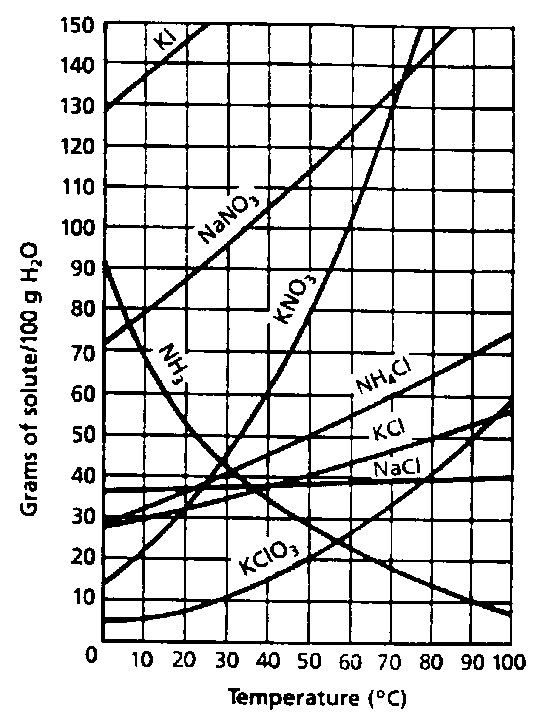 Grams of solute/100 g H₂O
150
140
130
120
110
100
90
80
70
60
50
40
30
20
10
0
KI
NaNO₃
KNO₃
NH₃
NH₄Cl
KCl
NaCl
KClO₃
10 20 30 40 50 60 70 80 90 100
Temperature (°C)